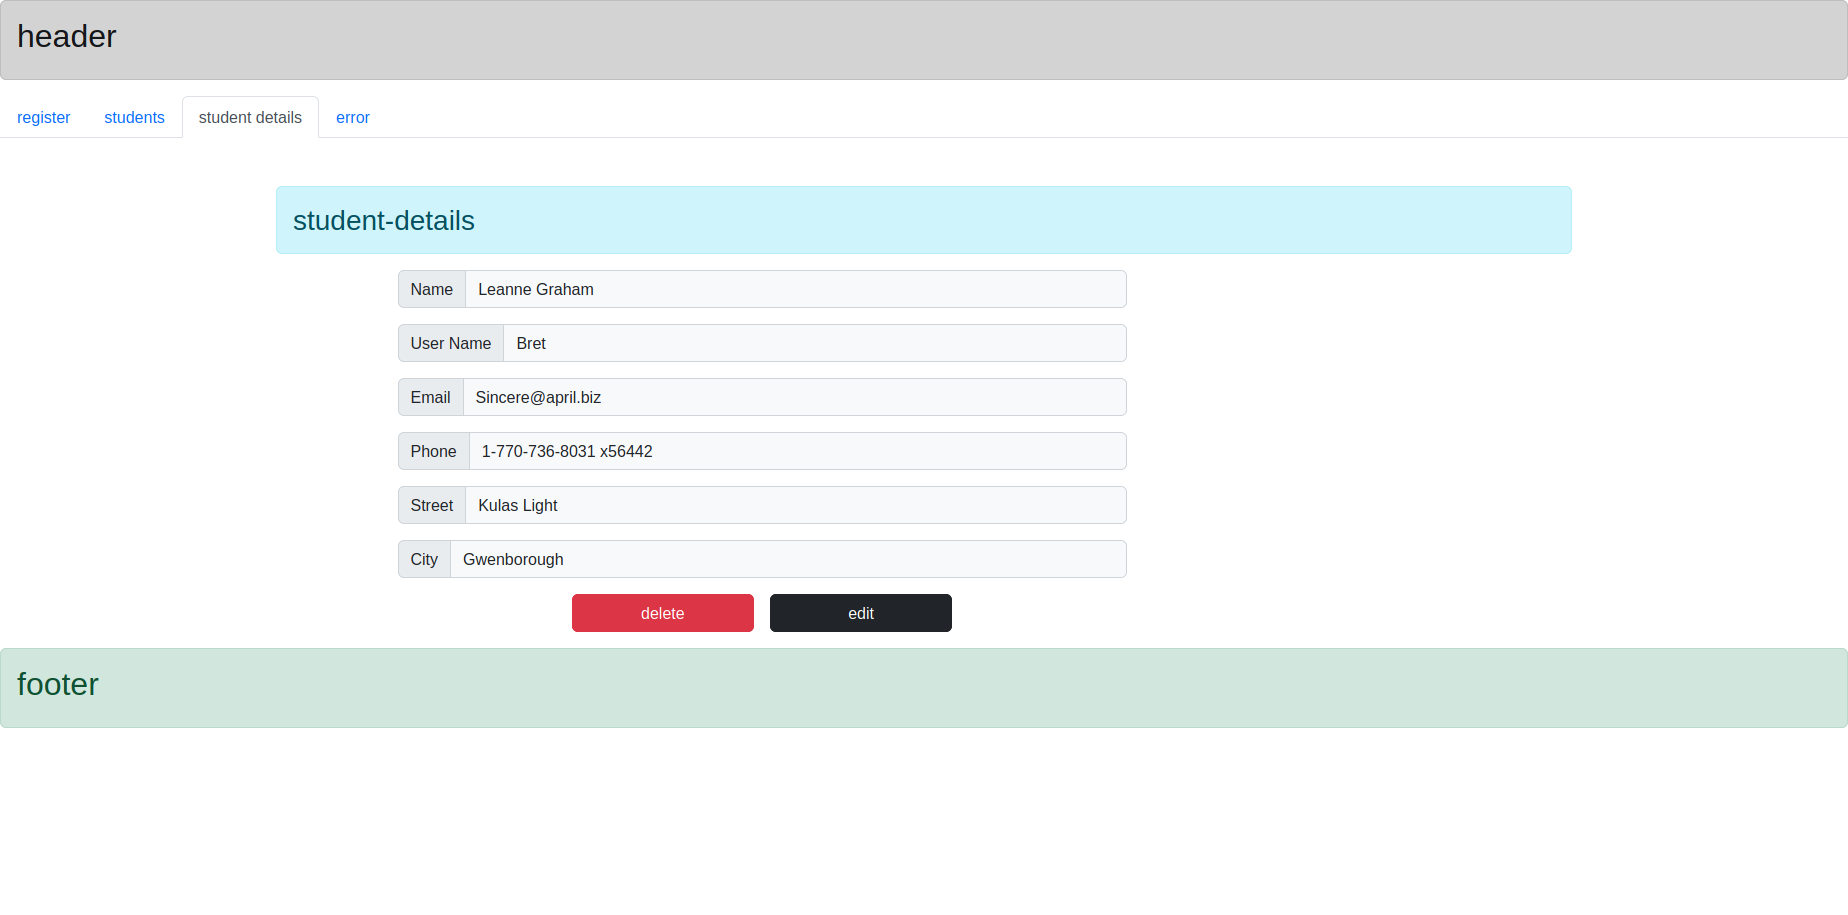 header
register students student details error
student-details
Name Leanne Graham
User Name Bret
Email Sincere@april.biz
Phone 1-770-736-8031 x56442
Street Kulas Light
City Gwenborough
delete edit
footer